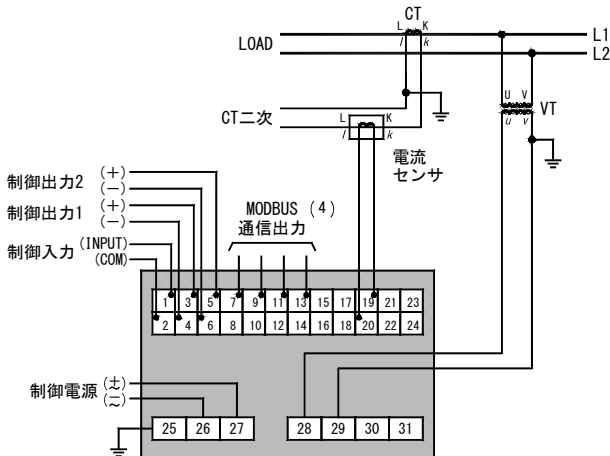 CT
L K
l k
LOAD
L1
L2
U V
u v
VT
CT二次
L K
l k
電流
センサ
制御出力2 (+)
(−)
制御出力1 (+)
(−)
制御入力 (INPUT)
(COM)
MODBUS (4)
通信出力
1 3 5 7 9 11 13 15 17 19 21 23
2 4 6 8 10 12 14 16 18 20 22 24
制御電源 (±)
(≂)
25 26 27
28 29 30 31